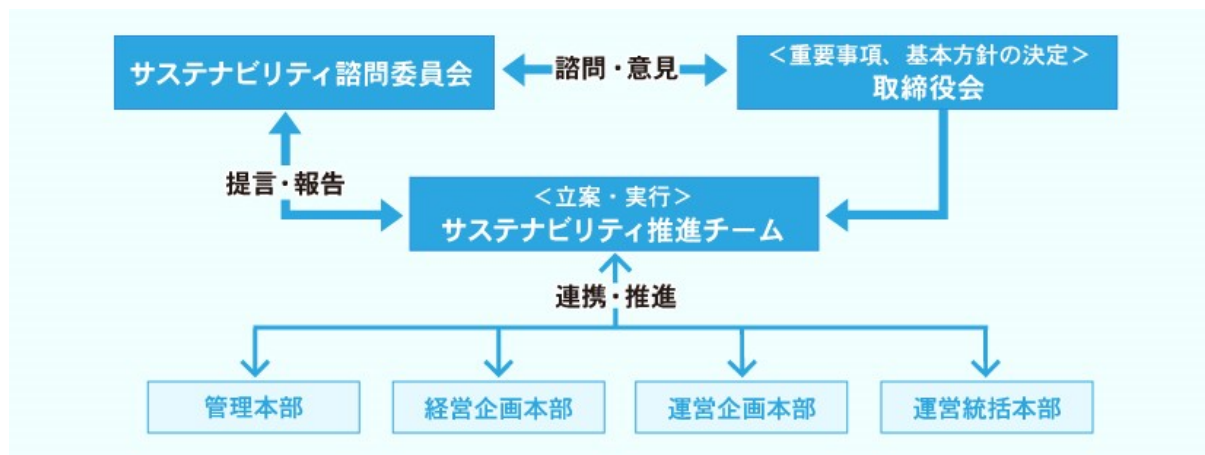 サステナビリティ諮問委員会
諮問・意見
＜重要事項、基本方針の決定＞
取締役会
提言・報告
＜立案・実行＞
サステナビリティ推進チーム
連携・推進
管理本部
経営企画本部
運営企画本部
運営統括本部